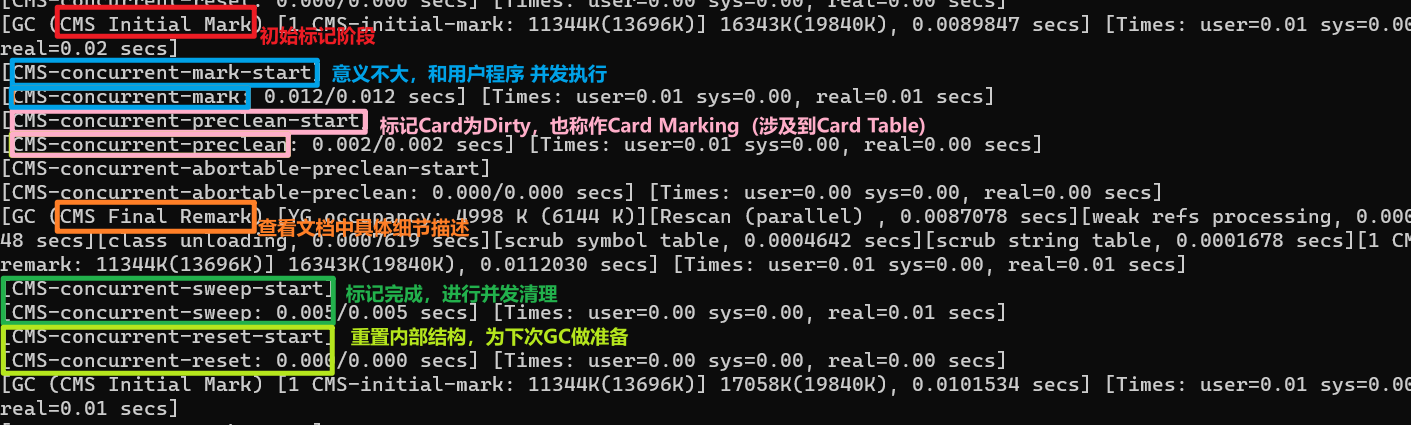 [CMS-concurrent-reset: 0.000/0.000 secs] [Times: user=0.00 sys=0.00, real=0.00 secs]
[GC (CMS Initial Mark) [1 CMS-initial-mark: 11344K(13696K)] 16343K(19840K), 0.0089847 secs] [Times: user=0.01 sys=0.00
real=0.02 secs]
初始标记阶段
[CMS-concurrent-mark-start] 意义不大，和用户程序 并发执行
[CMS-concurrent-mark: 0.012/0.012 secs] [Times: user=0.01 sys=0.00, real=0.01 secs]
[CMS-concurrent-preclean-start] 标记Card为Dirty，也称作Card Marking（涉及到Card Table)
[CMS-concurrent-preclean: 0.002/0.002 secs] [Times: user=0.01 sys=0.00, real=0.00 secs]
[CMS-concurrent-abortable-preclean-start]
[CMS-concurrent-abortable-preclean: 0.000/0.000 secs] [Times: user=0.00 sys=0.00, real=0.00 secs]
[GC (CMS Final Remark) [YG occupancy: 4998 K (6144 K)][Rescan (parallel) , 0.0087078 secs][weak refs processing, 0.000
查看文档中具体细节描述
48 secs][class unloading, 0.0007619 secs][scrub symbol table, 0.0004642 secs][scrub string table, 0.0001678 secs][1 CM
remark: 11344K(13696K)] 16343K(19840K), 0.0112030 secs] [Times: user=0.01 sys=0.00, real=0.01 secs]
[CMS-concurrent-sweep-start] 标记完成，进行并发清理
[CMS-concurrent-sweep: 0.005/0.005 secs] [Times: user=0.01 sys=0.00, real=0.01 secs]
[CMS-concurrent-reset-start] 重置内部结构，为下次GC做准备
[CMS-concurrent-reset: 0.000/0.000 secs] [Times: user=0.00 sys=0.00, real=0.00 secs]
[GC (CMS Initial Mark) [1 CMS-initial-mark: 11344K(13696K)] 17058K(19840K), 0.0101534 secs] [Times: user=0.01 sys=0.00
real=0.01 secs]